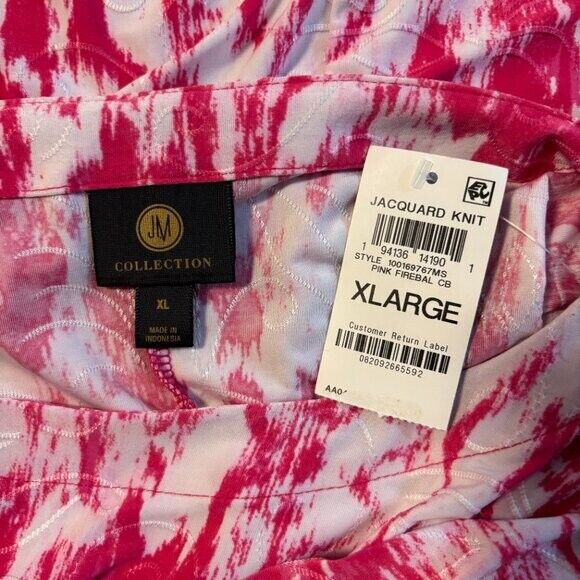 JM
COLLECTION
XL
MADE IN
INDONESIA
JACQUARD KNIT
1 94136 14190 1
STYLE 100169767MS
PINK FIREBAL CB
XLARGE
Customer Return Label
082092665592